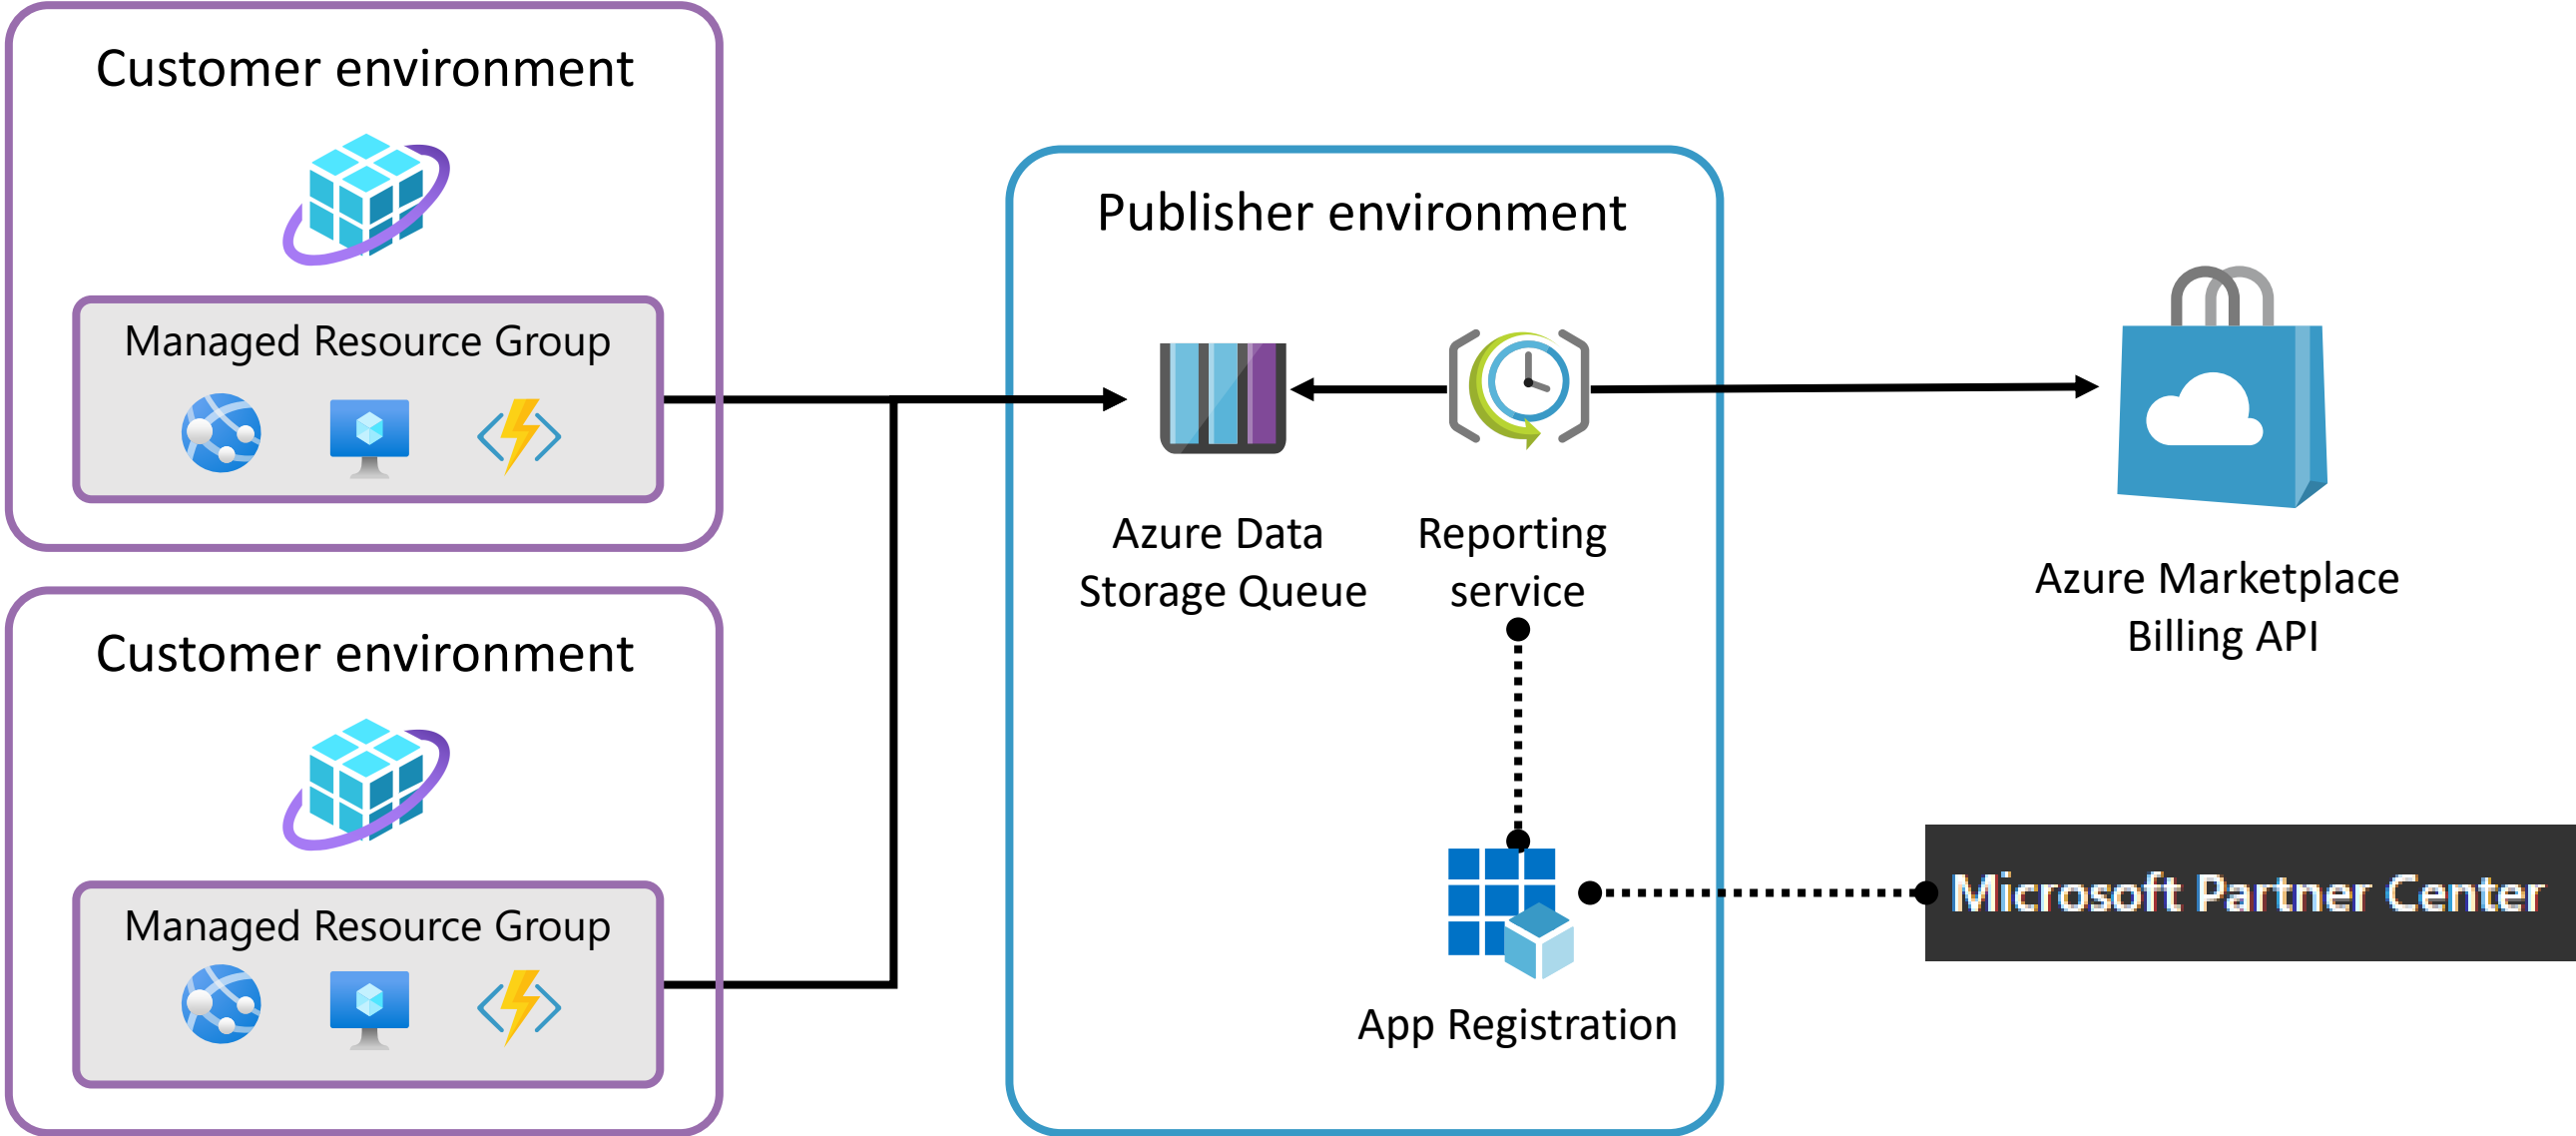 Customer environment
Managed Resource Group
Customer environment
Managed Resource Group
Publisher environment
Azure Data
Storage Queue
Reporting
service
App Registration
Azure Marketplace
Billing API
Microsoft Partner Center